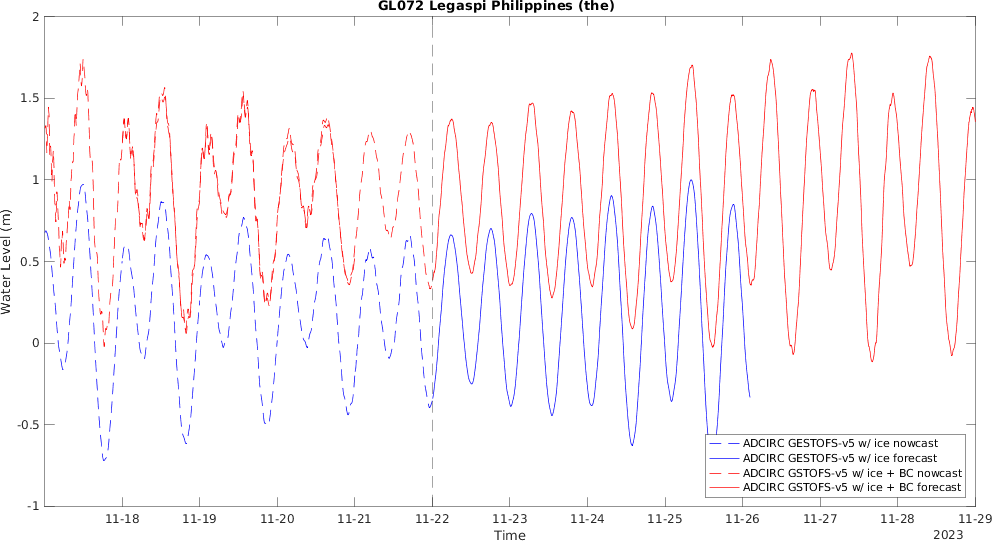 GL072 Legaspi Philippines (the)
2
1.5
1
0.5
0
-0.5
-1
Water Level (m)
ADCIRC GESTOFS-v5 w/ ice nowcast
ADCIRC GESTOFS-v5 w/ ice forecast
ADCIRC GSTOFS-v5 w/ ice + BC nowcast
ADCIRC GSTOFS-v5 w/ ice + BC forecast
11-18 11-19 11-20 11-21 11-22 11-23 11-24 11-25 11-26 11-27 11-28 11-29
Time
2023